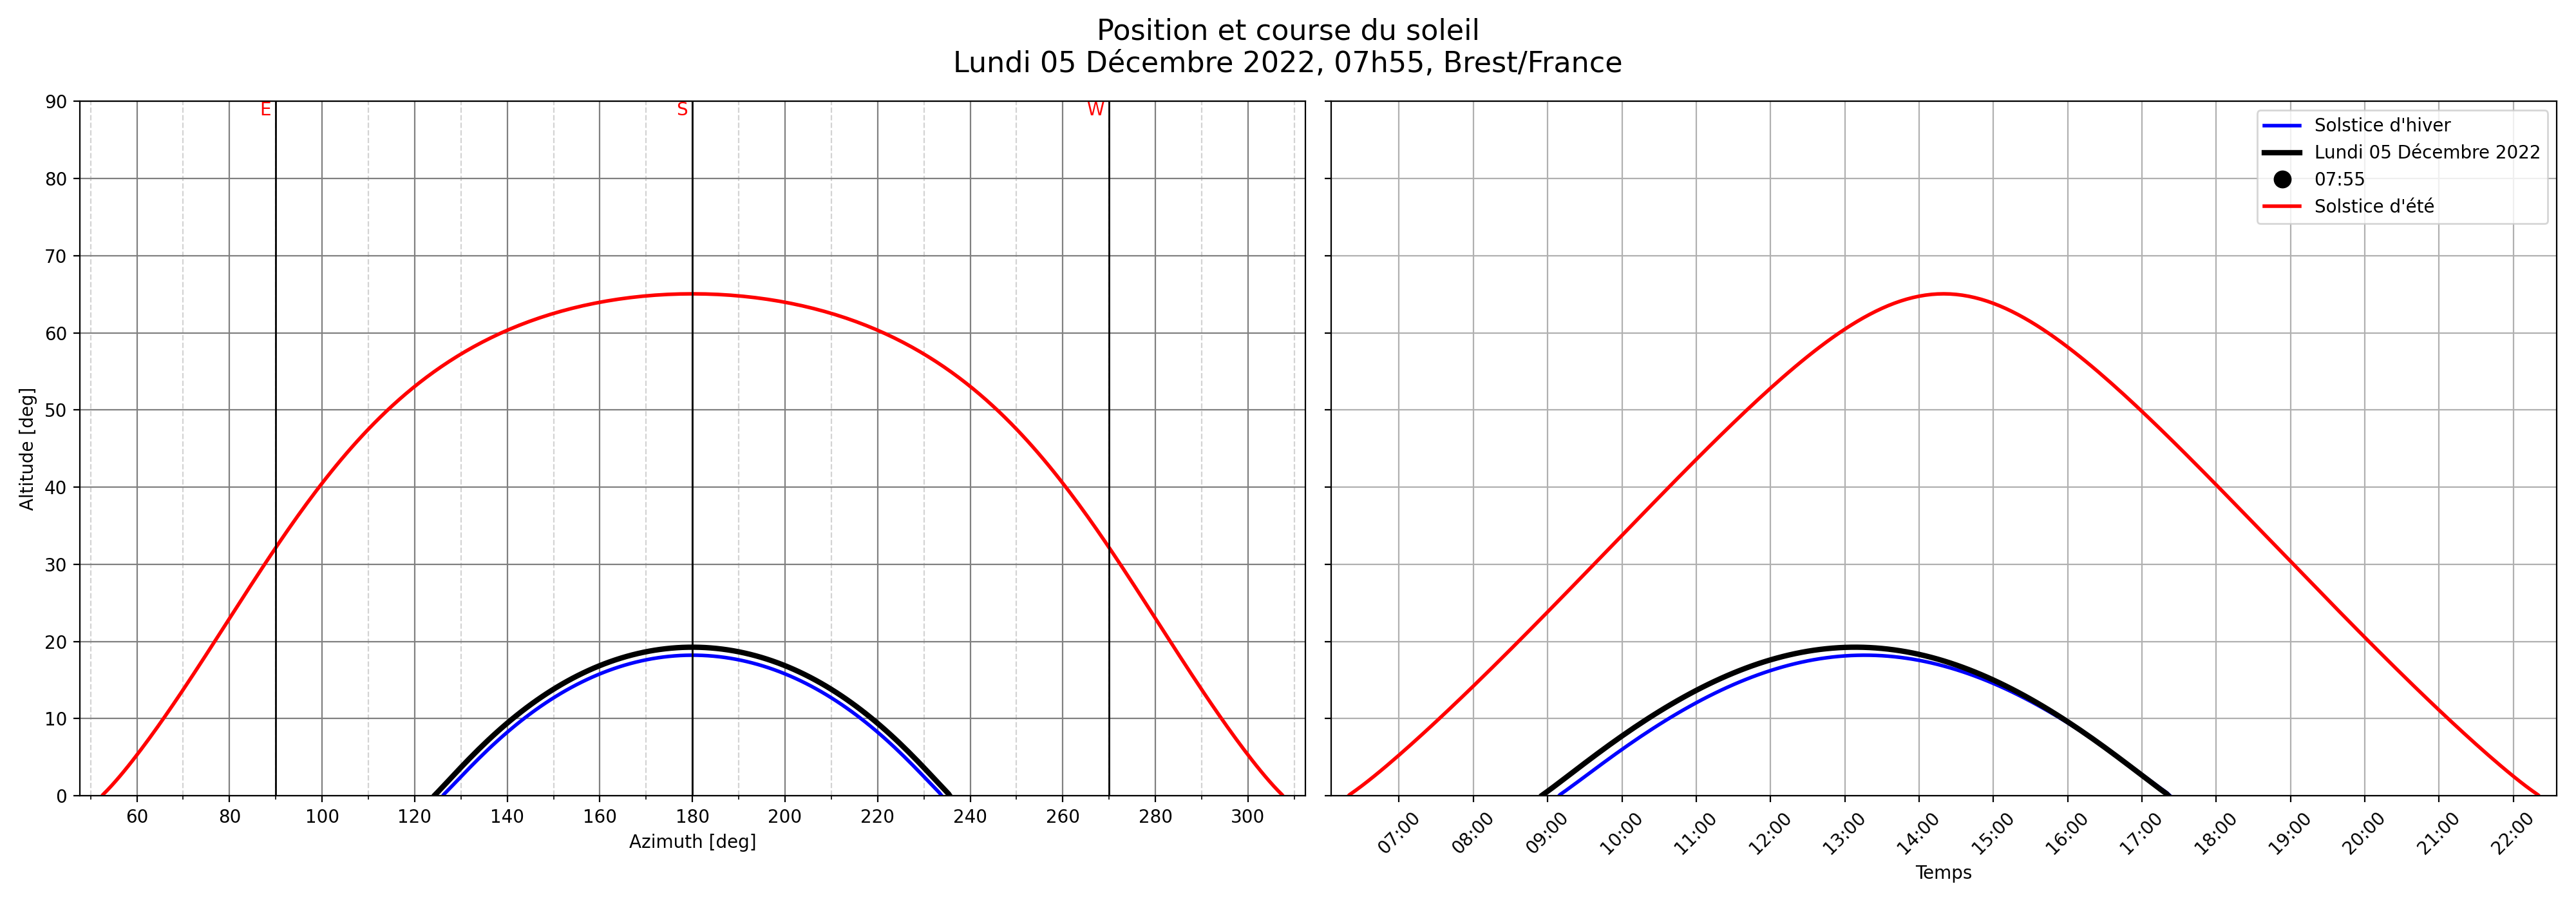 Position et course du soleil
Lundi 05 Décembre 2022, 07h55, Brest/France
E
S
W
90
80
70
60
50
40
30
20
10
0
Altitude [deg]
60 80 100 120 140 160 180 200 220 240 260 280 300
Azimuth [deg]
Solstice d'hiver
Lundi 05 Décembre 2022
07:55
Solstice d'été
07:00 08:00 09:00 10:00 11:00 12:00 13:00 14:00 15:00 16:00 17:00 18:00 19:00 20:00 21:00 22:00
Temps